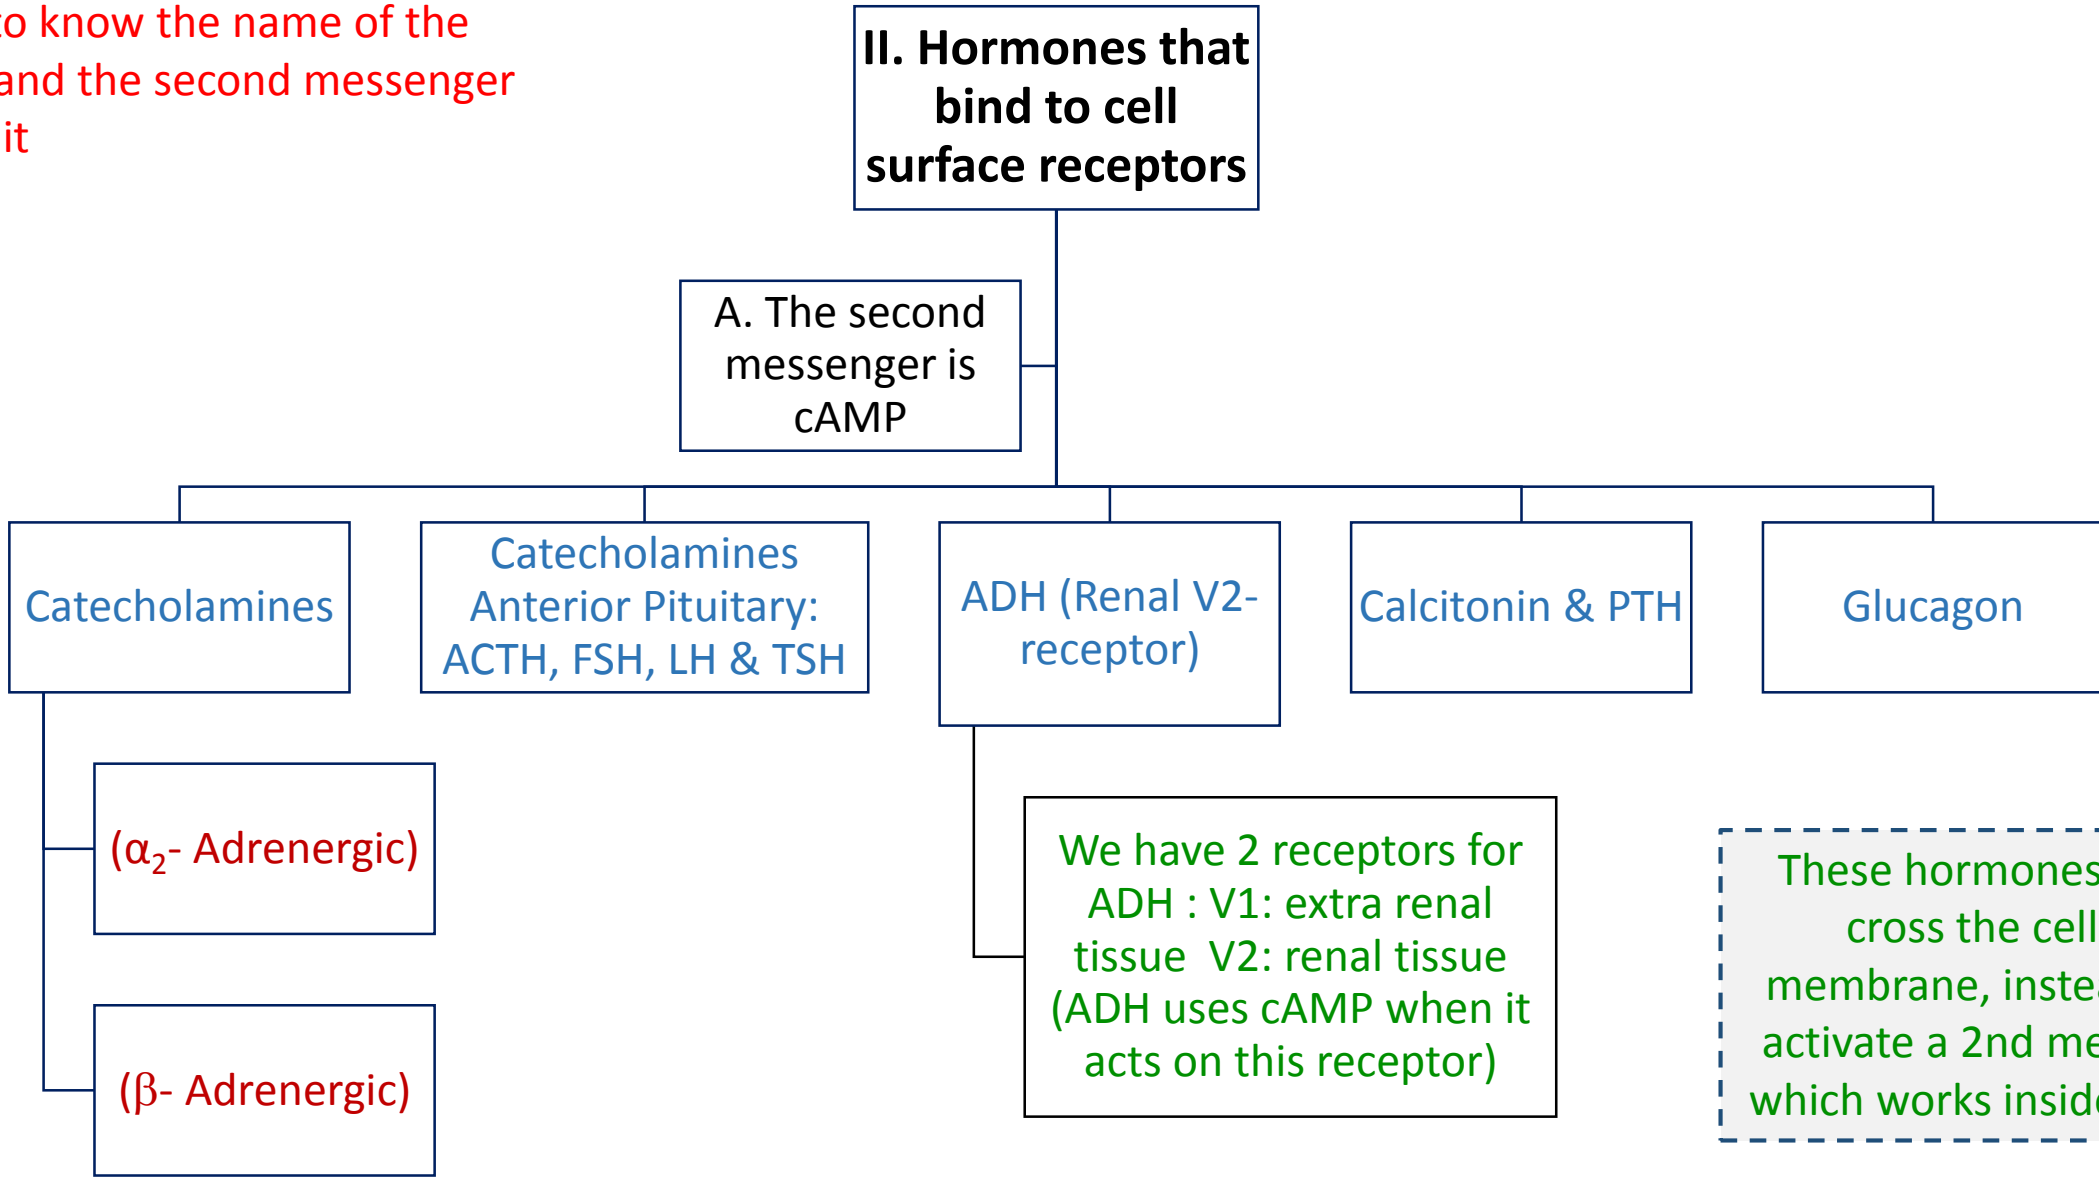 to know the name of the
and the second messenger
it
II. Hormones that
bind to cell
surface receptors
A. The second
messenger is
cAMP
Catecholamines
Catecholamines
Anterior Pituitary:
ACTH, FSH, LH & TSH
ADH (Renal V2-
receptor)
Calcitonin & PTH
Glucagon
(α₂- Adrenergic)
(β- Adrenergic)
We have 2 receptors for
ADH : V1: extra renal
tissue V2: renal tissue
(ADH uses cAMP when it
acts on this receptor)
These hormones
cross the cell
membrane,
activate a 2nd
which works